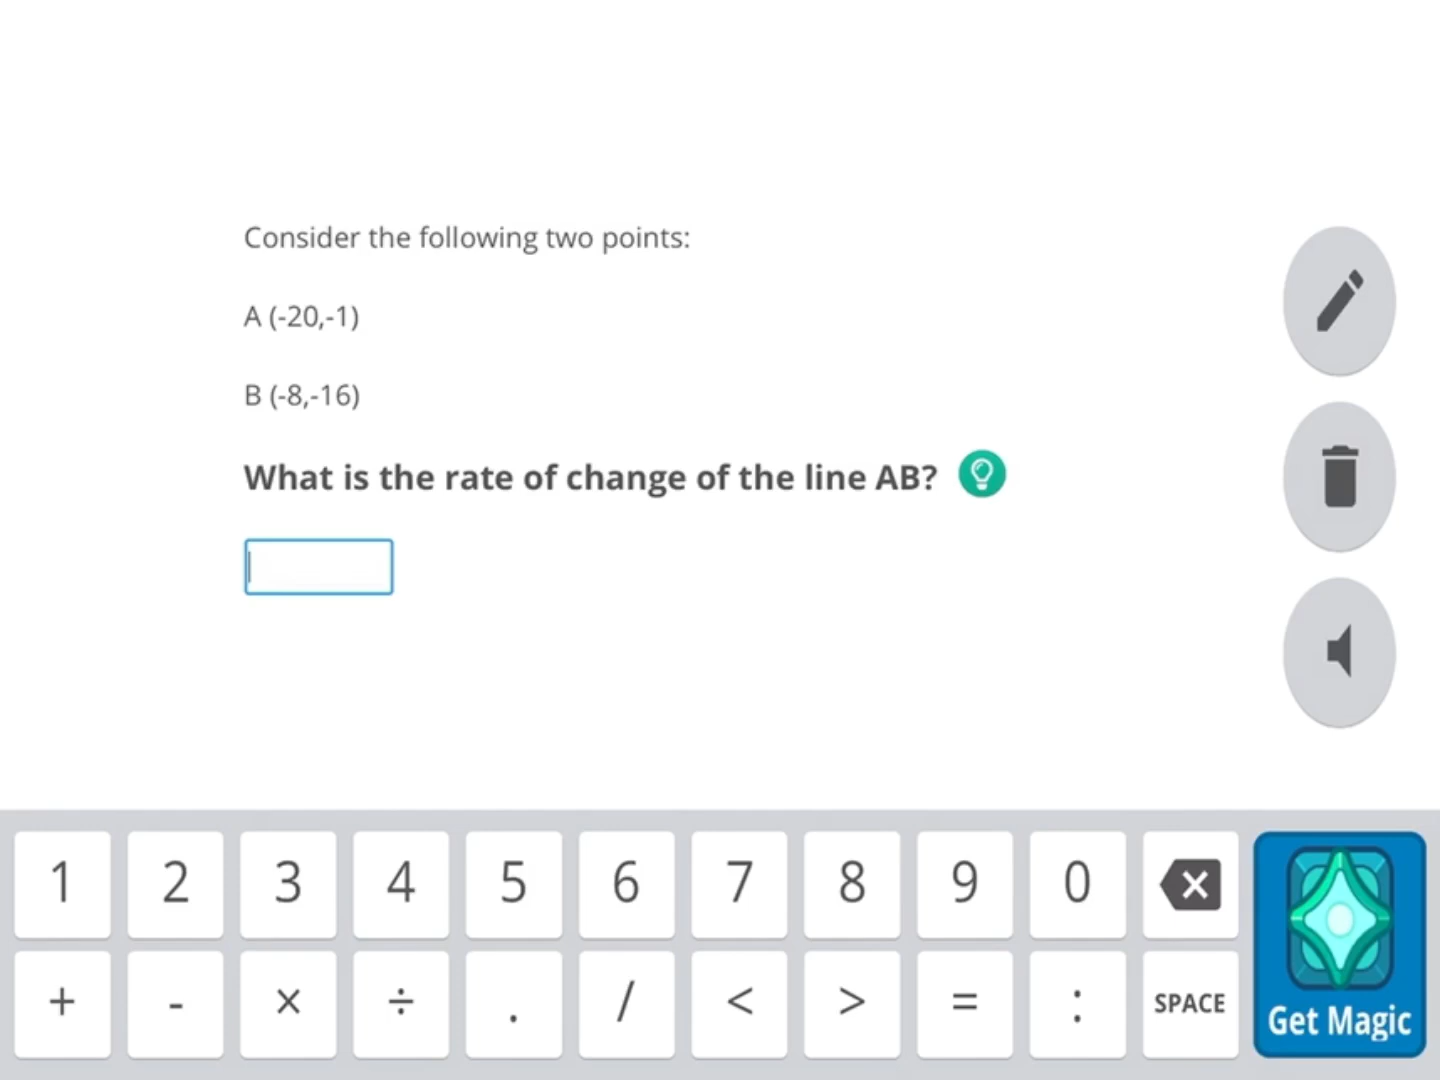 Consider the following two points:
A (-20,-1)
B (-8,-16)
What is the rate of change of the line AB?
1 2 3 4 5 6 7 8 9 0
+ - × ÷ . / < > = : SPACE
Get Magic